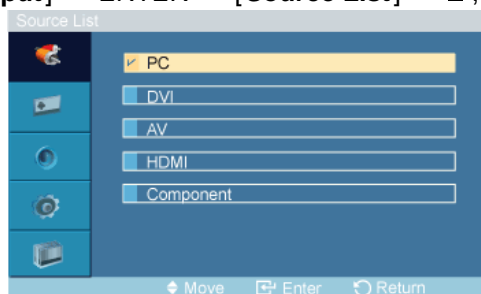 Source List
PC
DVI
AV
HDMI
Component
Move Enter Return